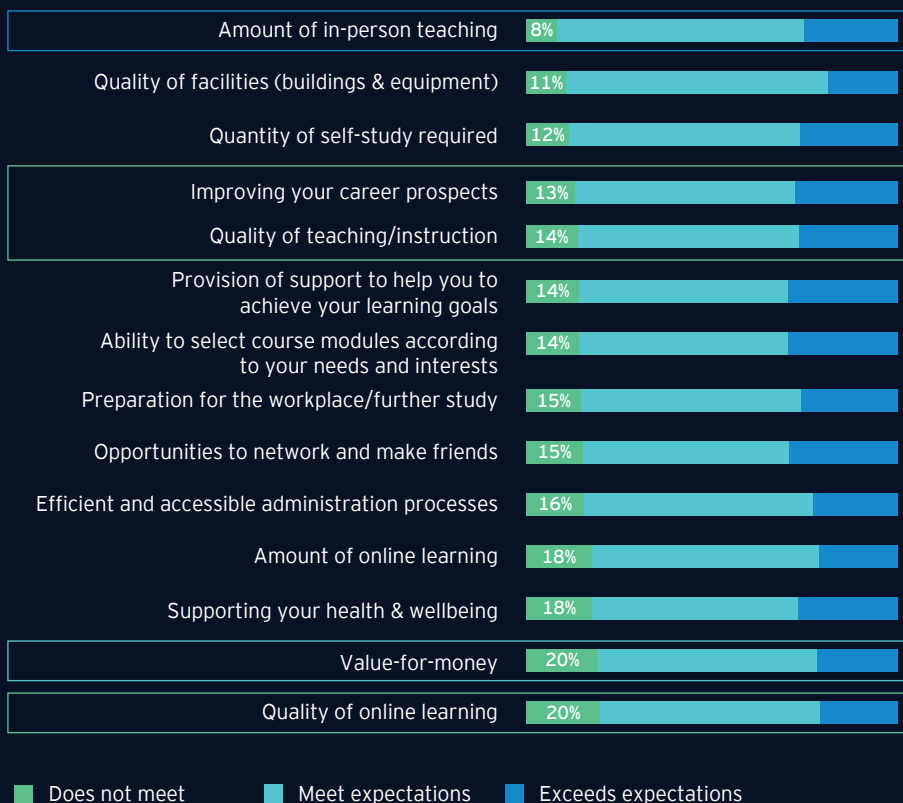 Amount of in-person teaching 8%
Quality of facilities (buildings & equipment) 11%
Quantity of self-study required 12%
Improving your career prospects 13%
Quality of teaching/instruction 14%
Provision of support to help you to
achieve your learning goals 14%
Ability to select course modules according
to your needs and interests 14%
Preparation for the workplace/further study 15%
Opportunities to network and make friends 15%
Efficient and accessible administration processes 16%
Amount of online learning 18%
Supporting your health & wellbeing 18%
Value-for-money 20%
Quality of online learning 20%
Does not meet Meet expectations Exceeds expectations